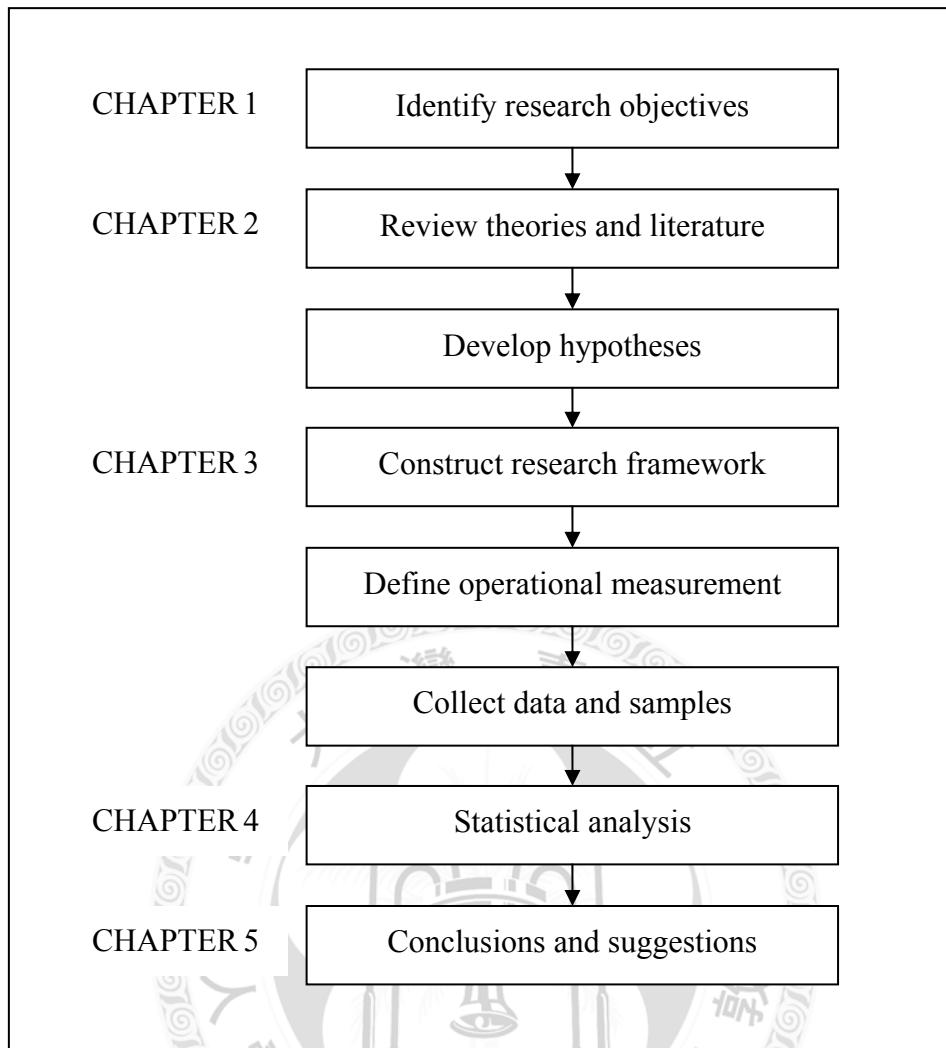 CHAPTER 1 Identify research objectives
CHAPTER 2 Review theories and literature
Develop hypotheses
CHAPTER 3 Construct research framework
Define operational measurement
Collect data and samples
CHAPTER 4 Statistical analysis
CHAPTER 5 Conclusions and suggestions